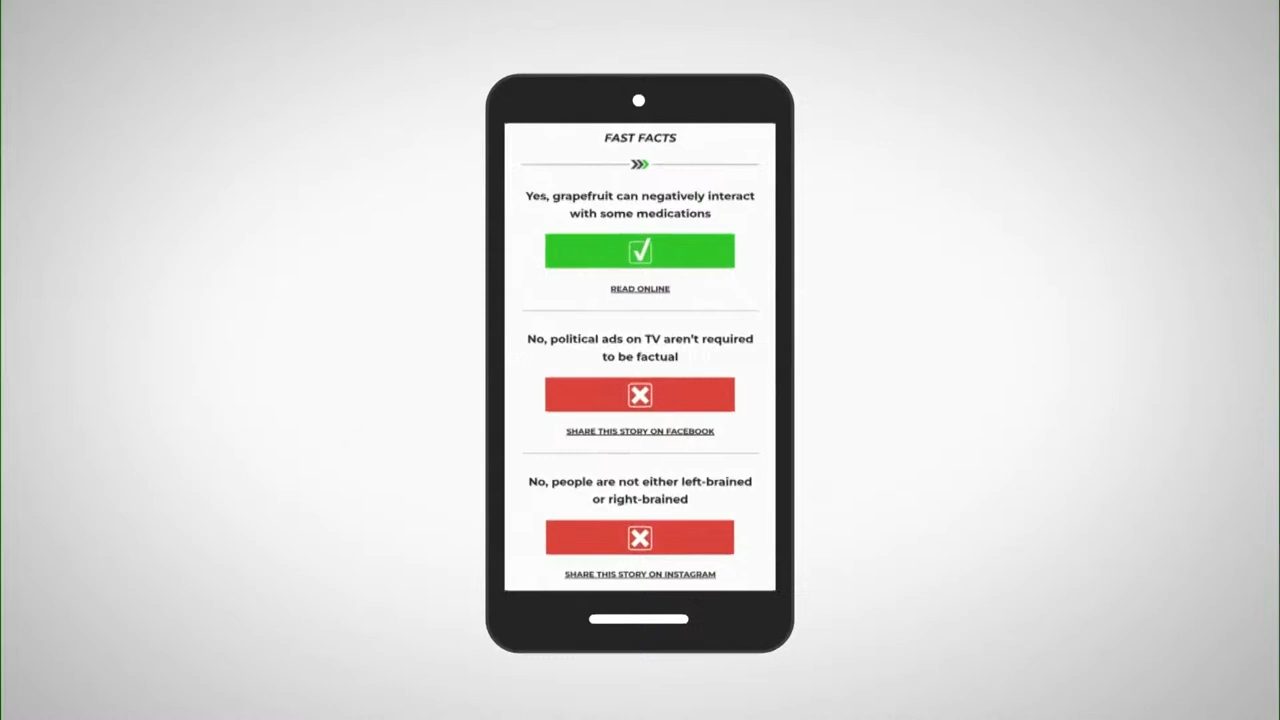 FAST FACTS
Yes, grapefruit can negatively interact
with some medications
READ ONLINE
No, political ads on TV aren't required
to be factual
SHARE THIS STORY ON FACEBOOK
No, people are not either left-brained
or right-brained
SHARE THIS STORY ON INSTAGRAM